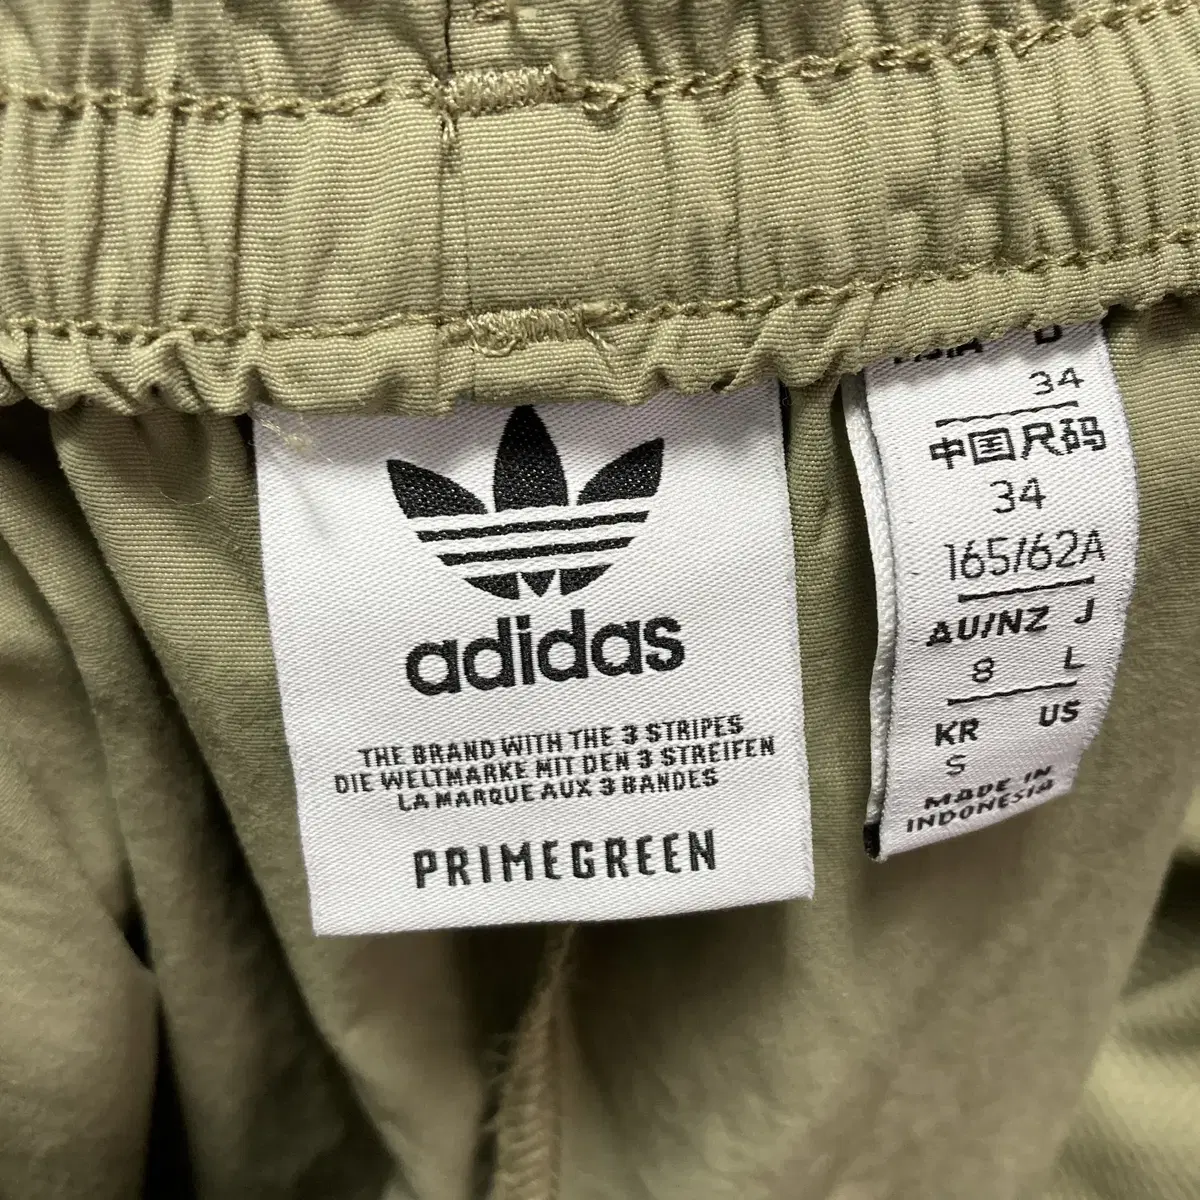 adidas
THE BRAND WITH THE 3 STRIPES
DIE WELTMARKE MIT DEN 3 STREIFEN
LA MARQUE AUX 3 BANDES
PRIMEGREEN
D
34
中国尺码
34
165/62A
AU/NZ J
8 L
KR US
S
MADE IN
INDONESIA